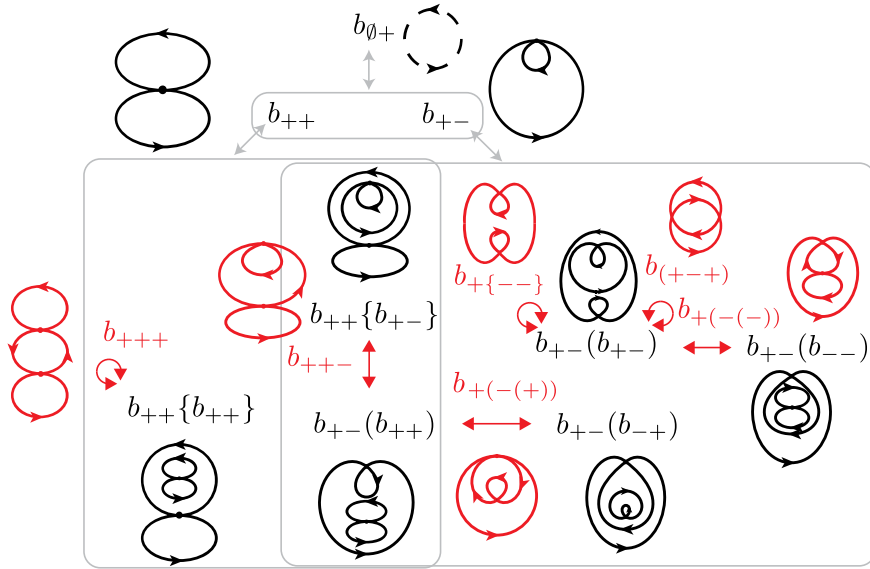 b_{∅+}
b_{++} b_{+-}
b_{+{--}} b_{(+-+)}
b_{++}{b_{+-}} b_{+(-(-))}
b_{+++} b_{++-} b_{+-}(b_{+-}) b_{+-}(b_{--})
b_{+(-(+))}
b_{++}{b_{++}} b_{+-}(b_{++}) b_{+-}(b_{-+})